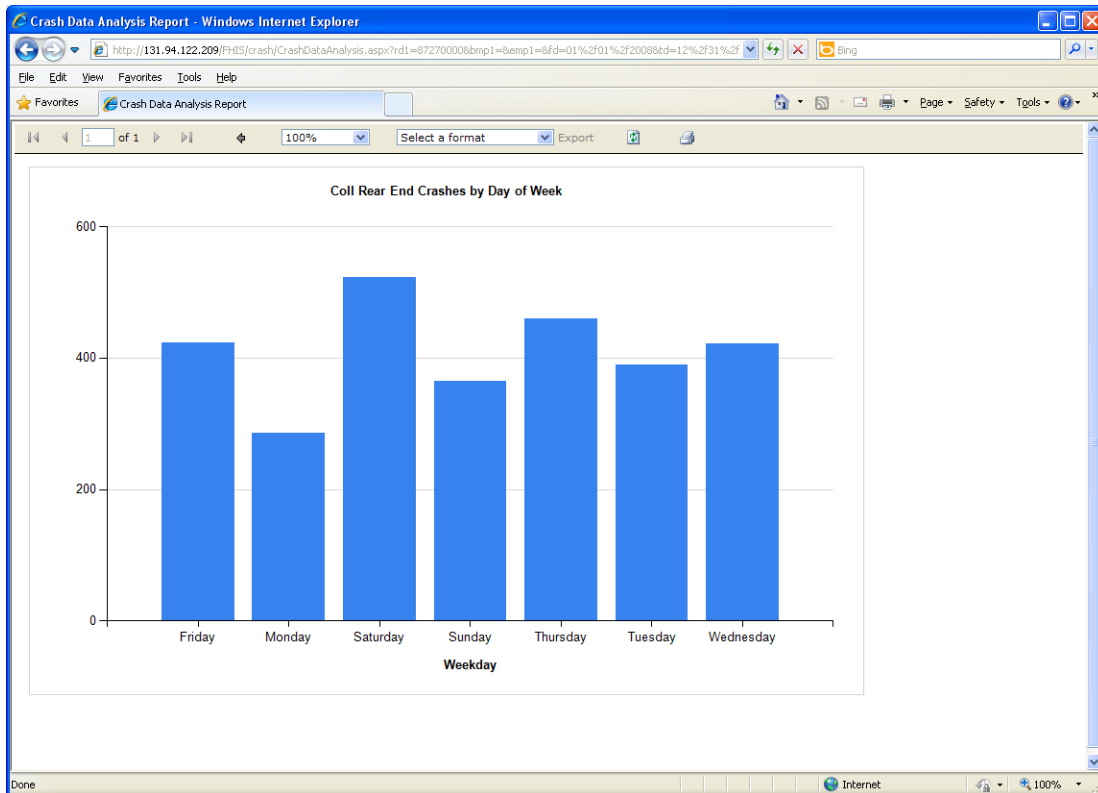 Crash Data Analysis Report - Windows Internet Explorer
http://131.94.122.209/FHIS/crash/CrashDataAnalysis.aspx?rd1=87270000&bmp1=&emp1=&fd=01%2f01%2f2008&td=12%2f31%2f
Bing
File Edit View Favorites Tools Help
Favorites Crash Data Analysis Report Page Safety Tools
1 of 1 100% Select a format Export
Coll Rear End Crashes by Day of Week
600
400
200
0
Friday Monday Saturday Sunday Thursday Tuesday Wednesday
Weekday
Done Internet 100%